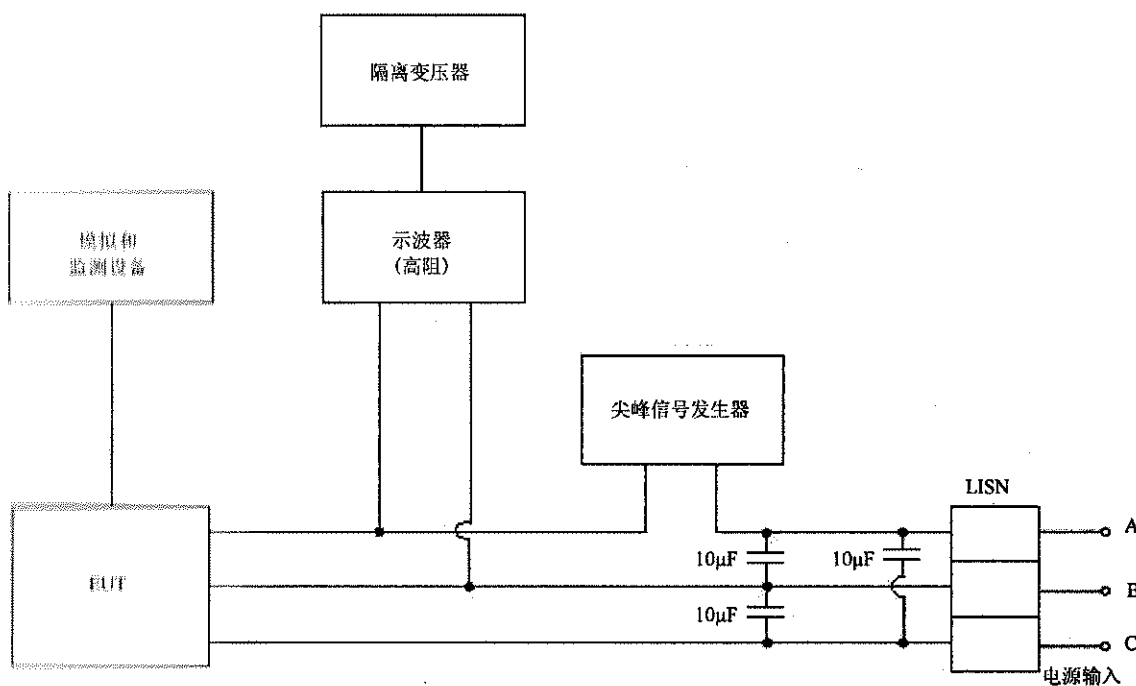 隔离变压器
模拟和
监测设备
示波器
(高阻)
尖峰信号发生器
LISN
A
10μF
10μF
EUT
B
10μF
C
电源输入